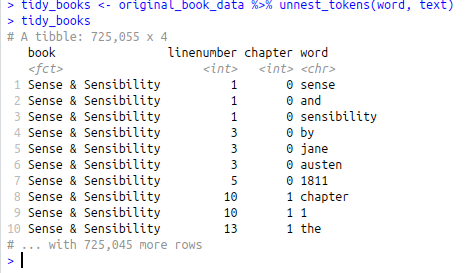 > tidy_books <- original_book_data %>% unnest_tokens(word, text)
> tidy_books
# A tibble: 725,055 x 4
   book                linenumber chapter word
   <fct>                    <int>   <int> <chr>
 1 Sense & Sensibility          1       0 sense
 2 Sense & Sensibility          1       0 and
 3 Sense & Sensibility          1       0 sensibility
 4 Sense & Sensibility          3       0 by
 5 Sense & Sensibility          3       0 jane
 6 Sense & Sensibility          3       0 austen
 7 Sense & Sensibility          5       0 1811
 8 Sense & Sensibility         10       1 chapter
 9 Sense & Sensibility         10       1 1
10 Sense & Sensibility         13       1 the
# ... with 725,045 more rows
>